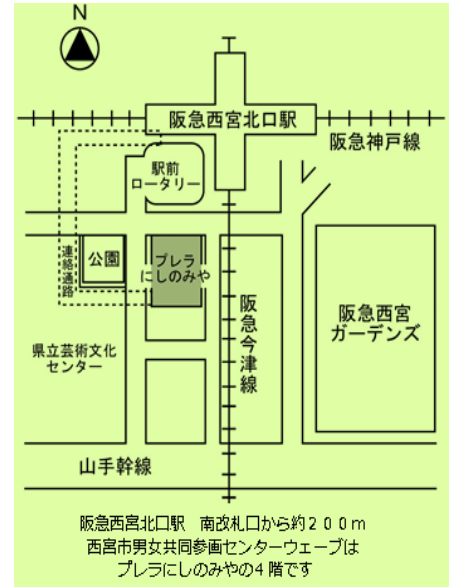 N
阪急西宮北口駅
阪急神戸線
駅前
ロータリー
連絡通路
公園
プレラ
にしのみや
阪急今津線
阪急西宮
ガーデンズ
県立芸術文化
センター
山手幹線
阪急西宮北口駅　南改札口から約２００ｍ
西宮市男女共同参画センターウェーブは
プレラにしのみやの４階です